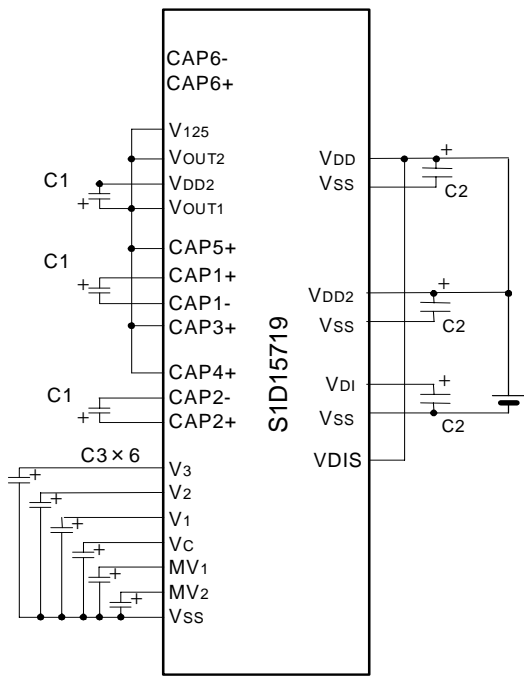 CAP6-
CAP6+
V125
VOUT2
C1
VDD2
+
VOUT1
CAP5+
C1
CAP1+
+
CAP1-
CAP3+
CAP4+
C1
CAP2-
+
CAP2+
C3×6
+
V3
+
V2
+
V1
+
VC
+
MV1
+
MV2
VSS
S1D15719
VDD
+
VSS
C2
VDD2
+
VSS
C2
VDI
+
VSS
C2
VDIS